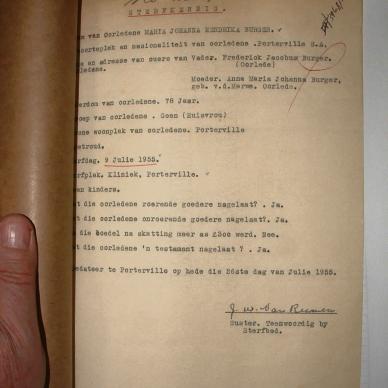 STERFKENNIS.
van Oorledene MARIA JOHANNA HENDRIKA BURGER.
oorteplek en nasionaliteit van oorledene .Porterville S.A.
en adresse van ouers van Vader. Frederick Jacobus Burger.
ledene. (Oorlede)
Moeder. Anna Maria Johanna Burger,
geb. v.d.Merwe. Oorlede.
erdom van oorledene. 78 Jaar.
oep van oorledene . Geen (Huisvrou)
one woonplek van oorledene. Porterville
etroud.
arfdag. 9 Julie 1955.
erfplek. Kliniek, Porterville.
an kinders.
t die oorledene roerende goedere nagelaat? . Ja.
t die oorledene onroerende goedere nagelaat?. Ja.
die Boedel na skatting meer as £300 werd. Nee.
t die oorledene 'n testament nagelaat ? . Ja.
edateer te Porterville op hede die 26ste dag van Julie 1955.
J. W. van Reenen
Suster. Teenwoordig by
Sterfbed.